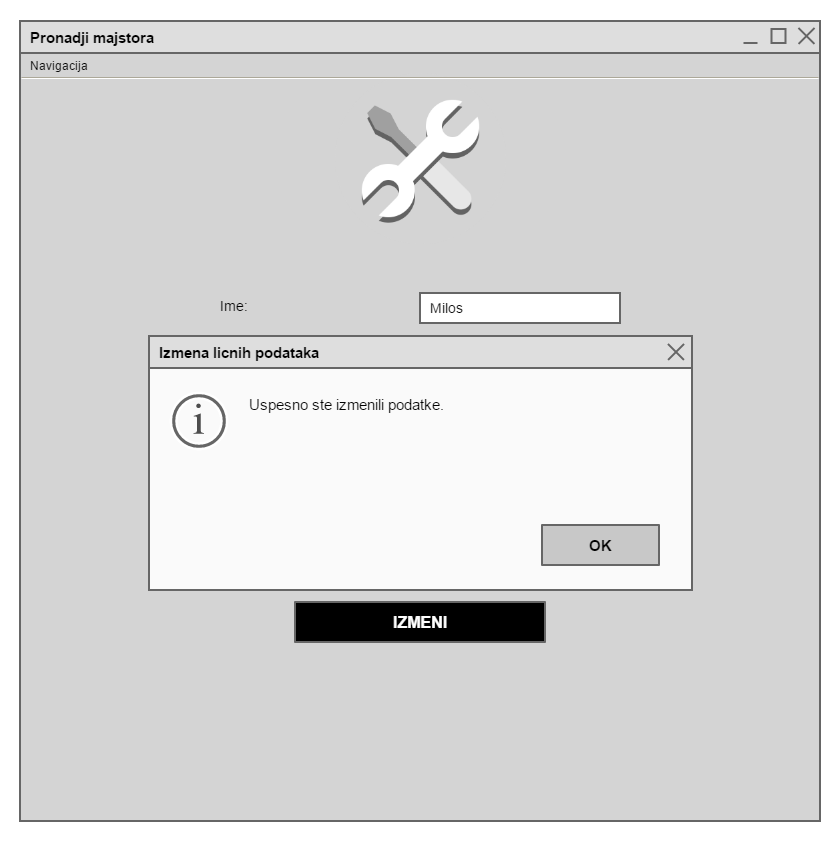 Pronadji majstora
Navigacija
Ime:
Milos
Izmena licnih podataka
Uspesno ste izmenili podatke.
OK
IZMENI